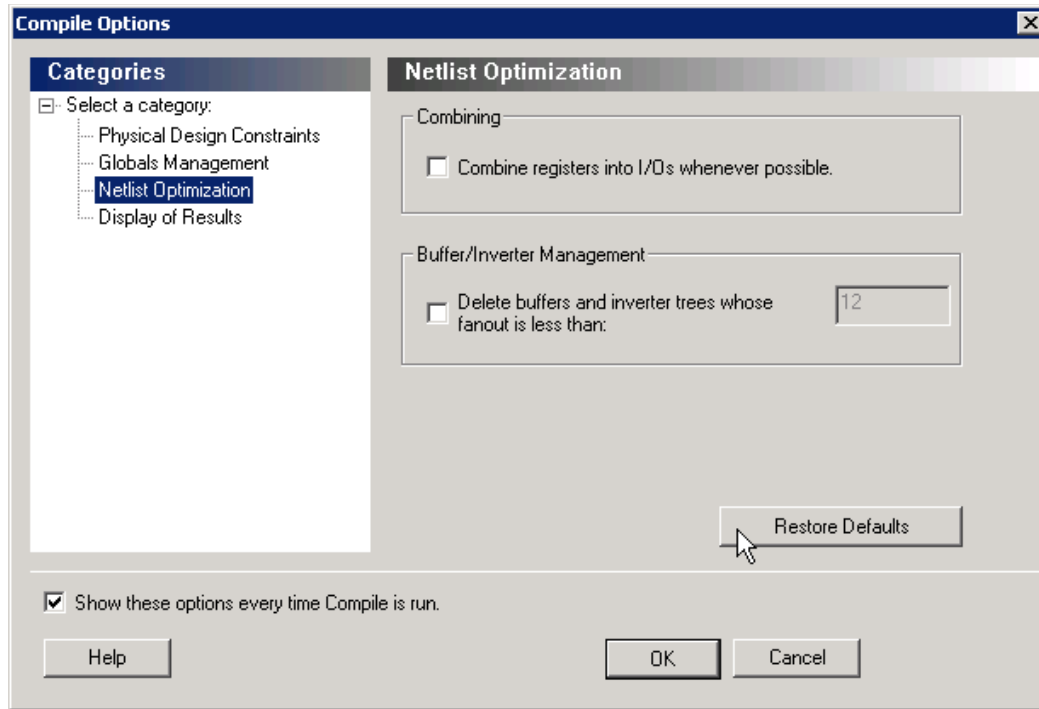 Compile Options
Categories
Select a category:
Physical Design Constraints
Globals Management
Netlist Optimization
Display of Results
Netlist Optimization
Combining
Combine registers into I/Os whenever possible.
Buffer/Inverter Management
Delete buffers and inverter trees whose
fanout is less than:
12
Restore Defaults
Show these options every time Compile is run.
Help
OK
Cancel